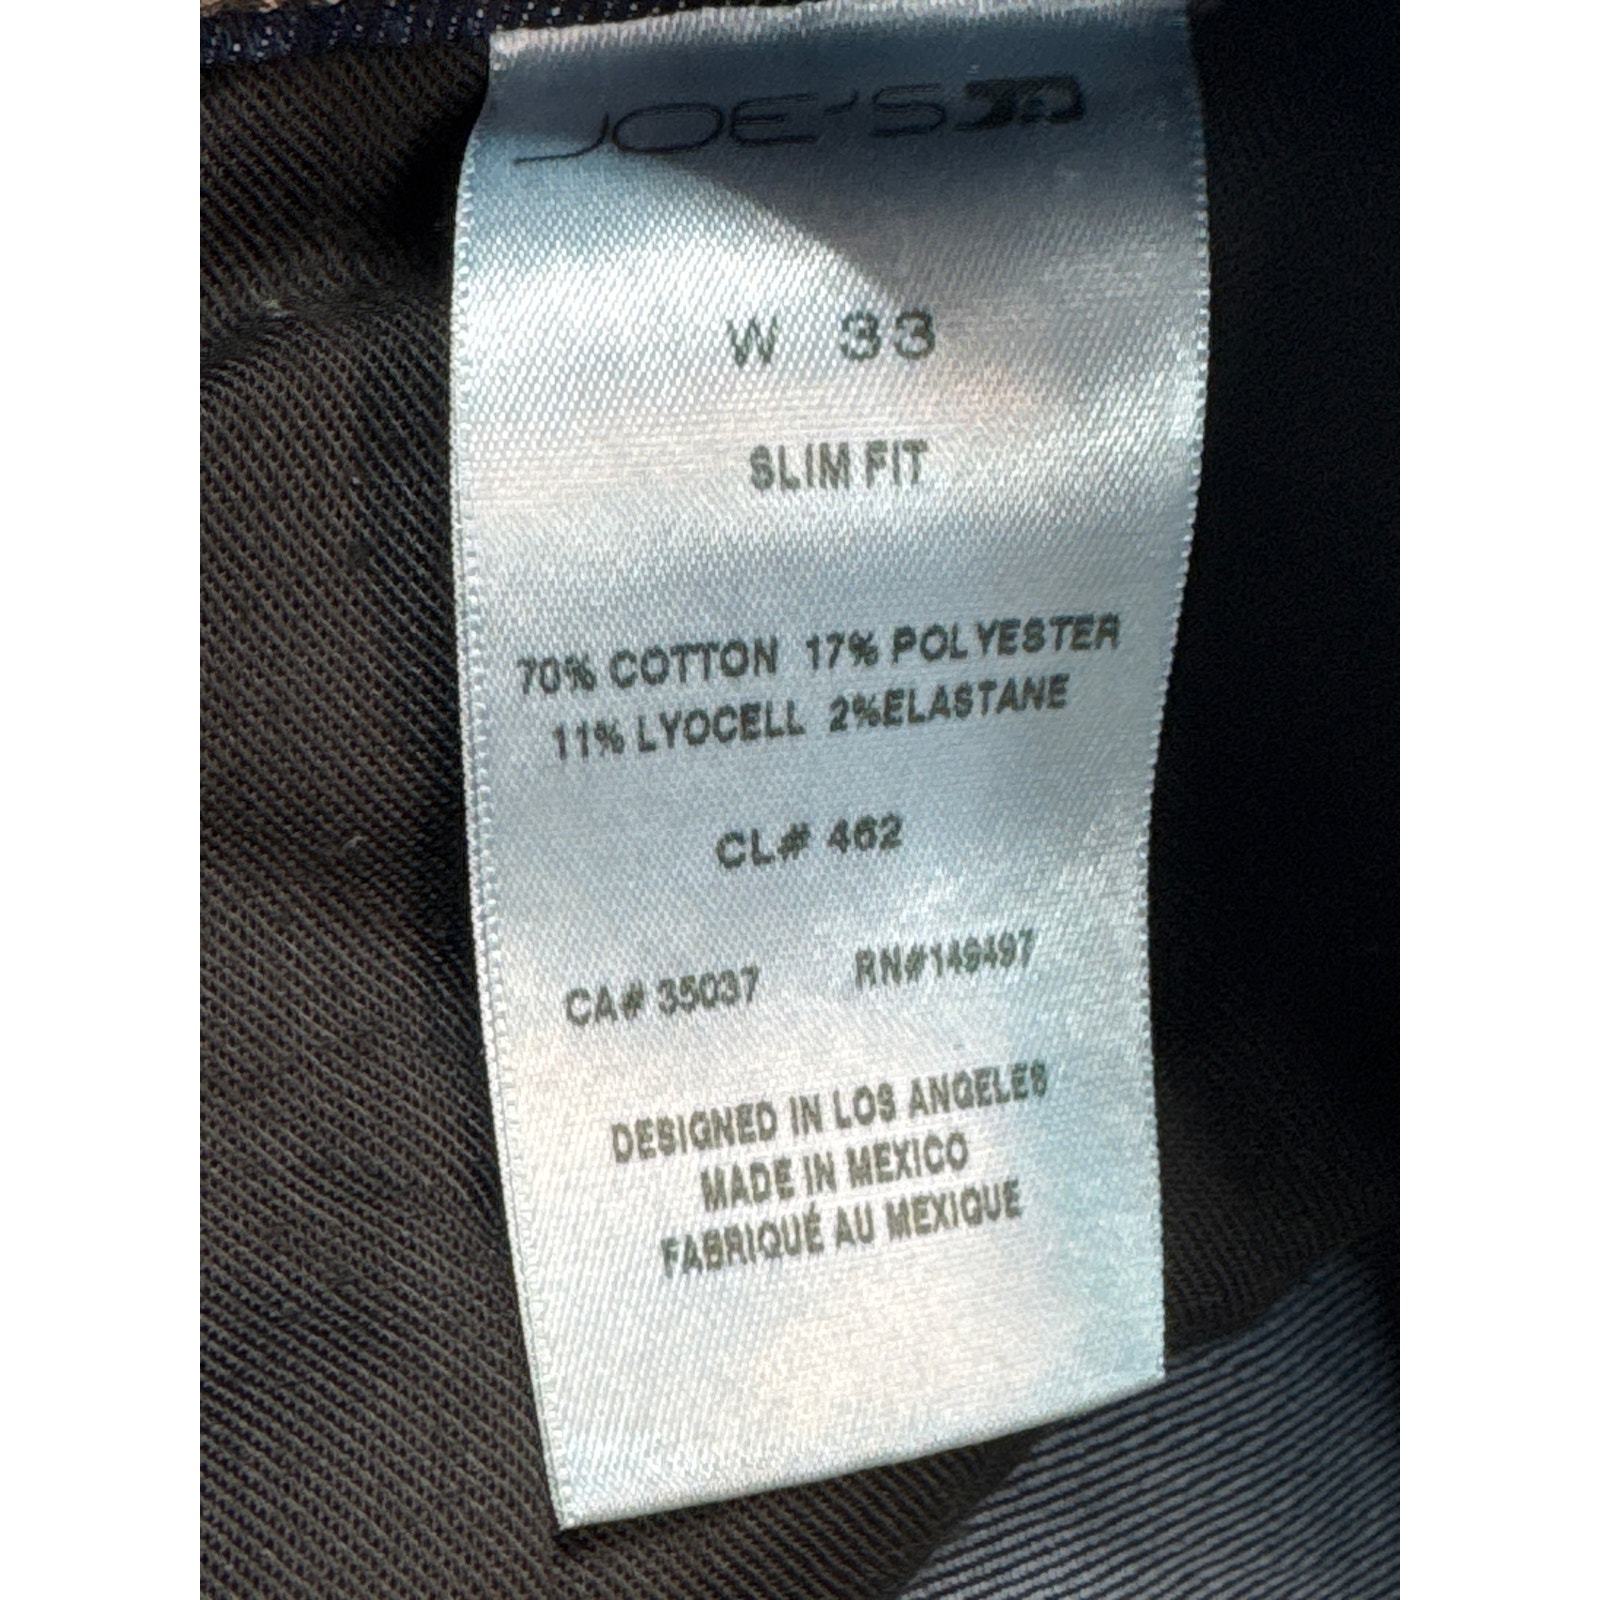 JOE'S
W 33
SLIM FIT
70% COTTON 17% POLYESTER
11% LYOCELL 2%ELASTANE
CL# 462
CA# 35037 RN#149497
DESIGNED IN LOS ANGELES
MADE IN MEXICO
FABRIQUÉ AU MEXIQUE